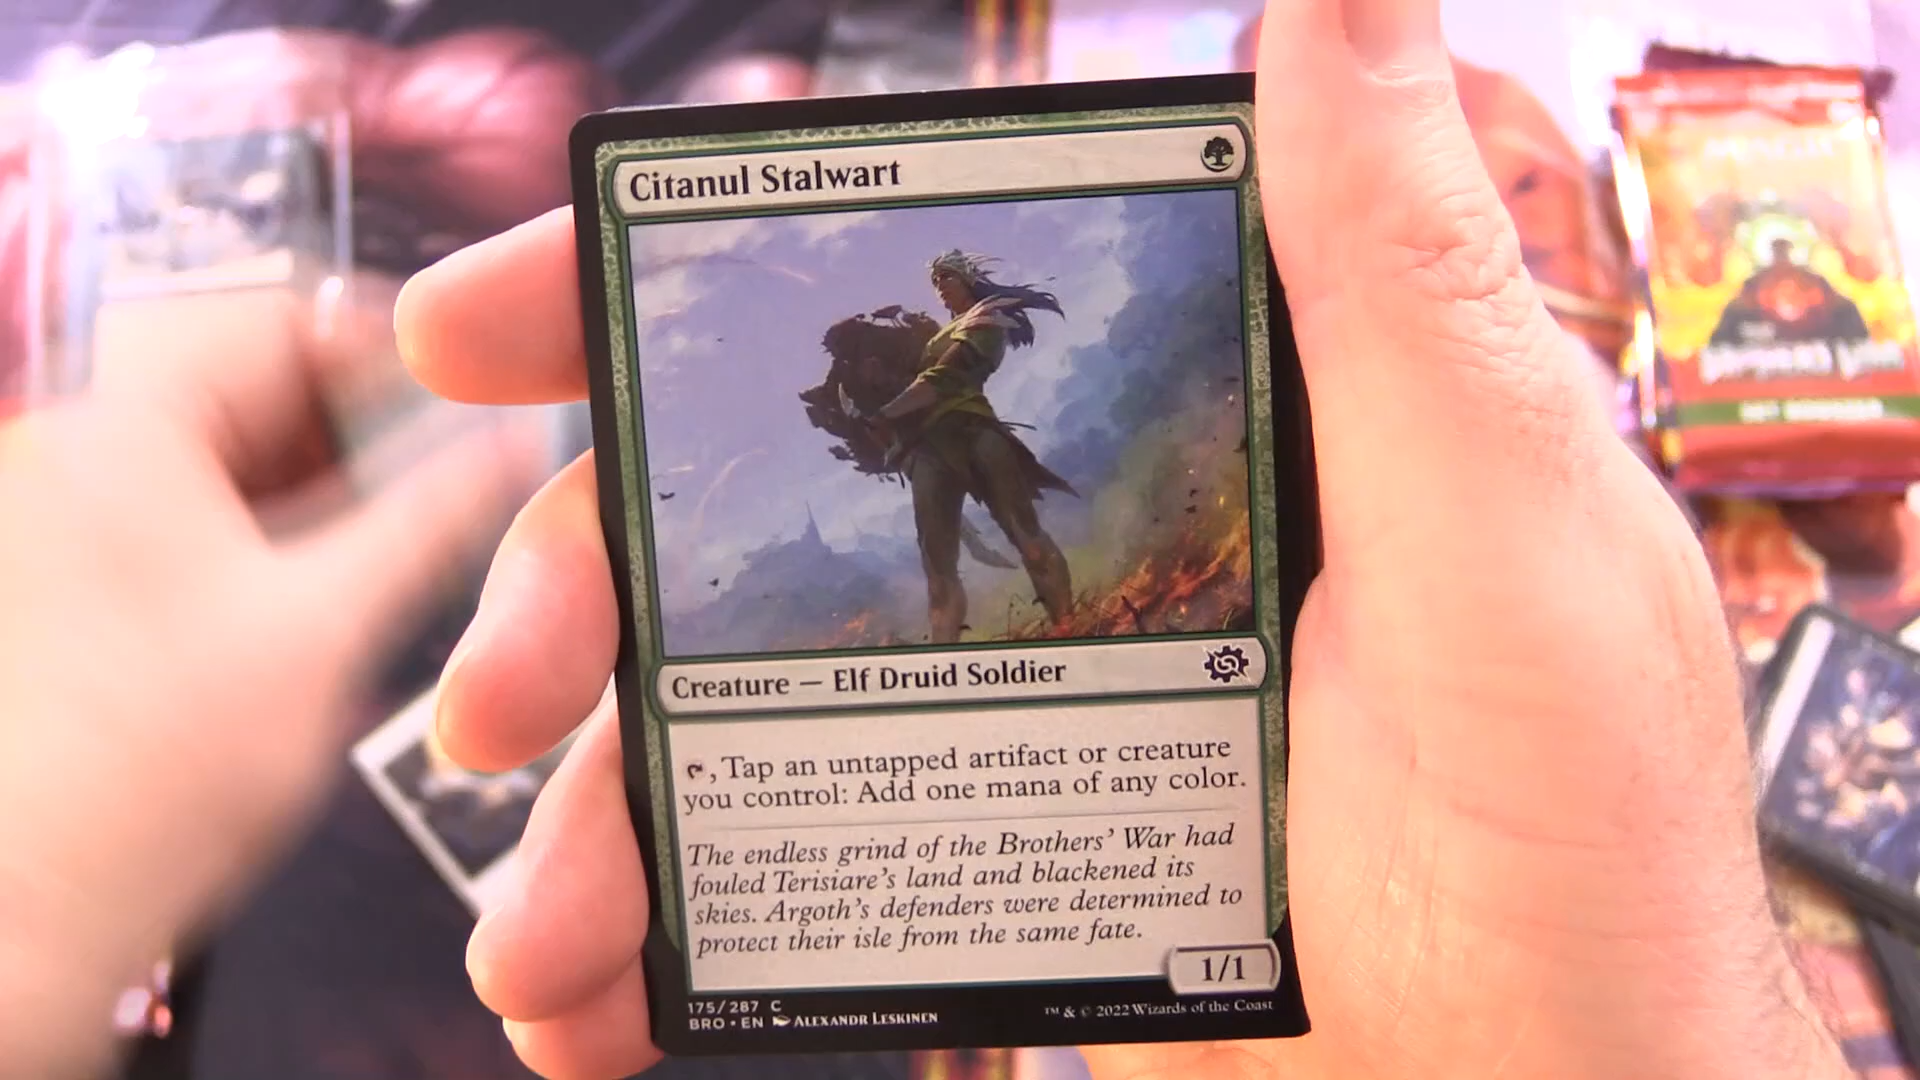 Citanul Stalwart
Creature — Elf Druid Soldier
, Tap an untapped artifact or creature
you control: Add one mana of any color.
The endless grind of the Brothers’ War had
fouled Terisiare’s land and blackened its
skies. Argoth’s defenders were determined to
protect their isle from the same fate.
1/1
175/287 C
BRO • EN ALEXANDR LESKINEN
™ & © 2022 Wizards of the Coast